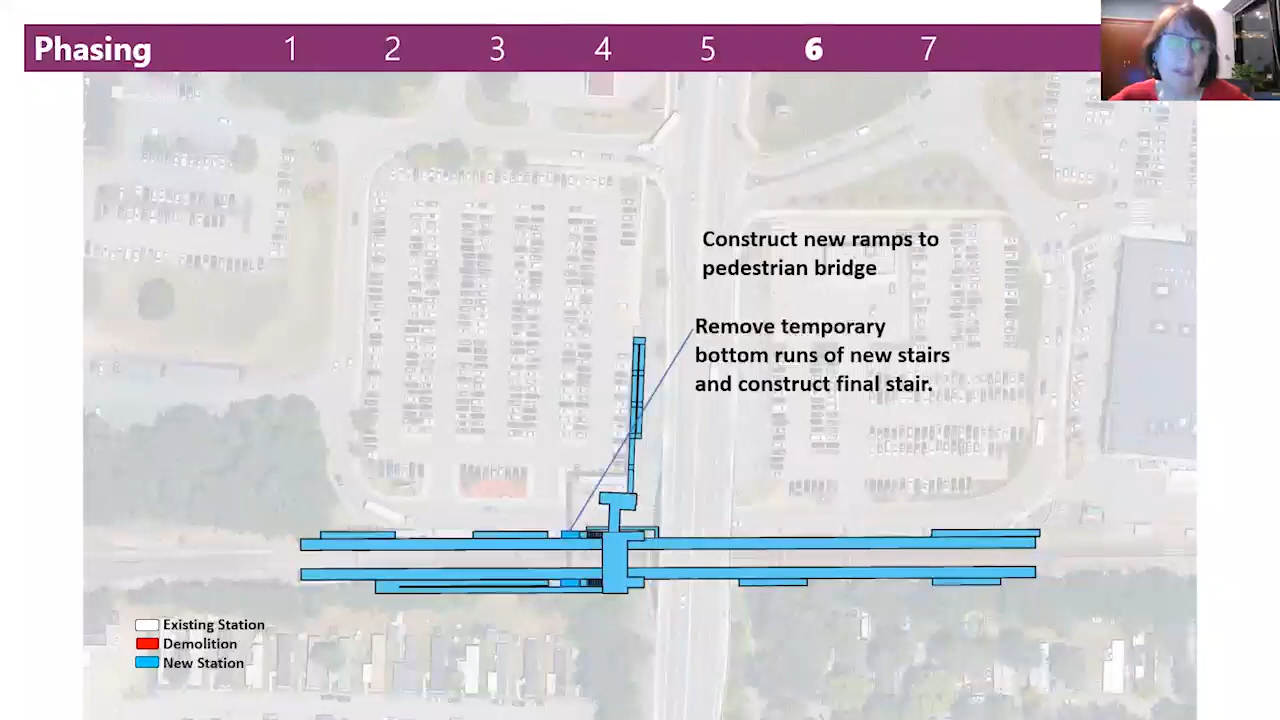 Phasing 1 2 3 4 5 6 7
Construct new ramps to
pedestrian bridge
Remove temporary
bottom runs of new stairs
and construct final stair.
Existing Station
Demolition
New Station